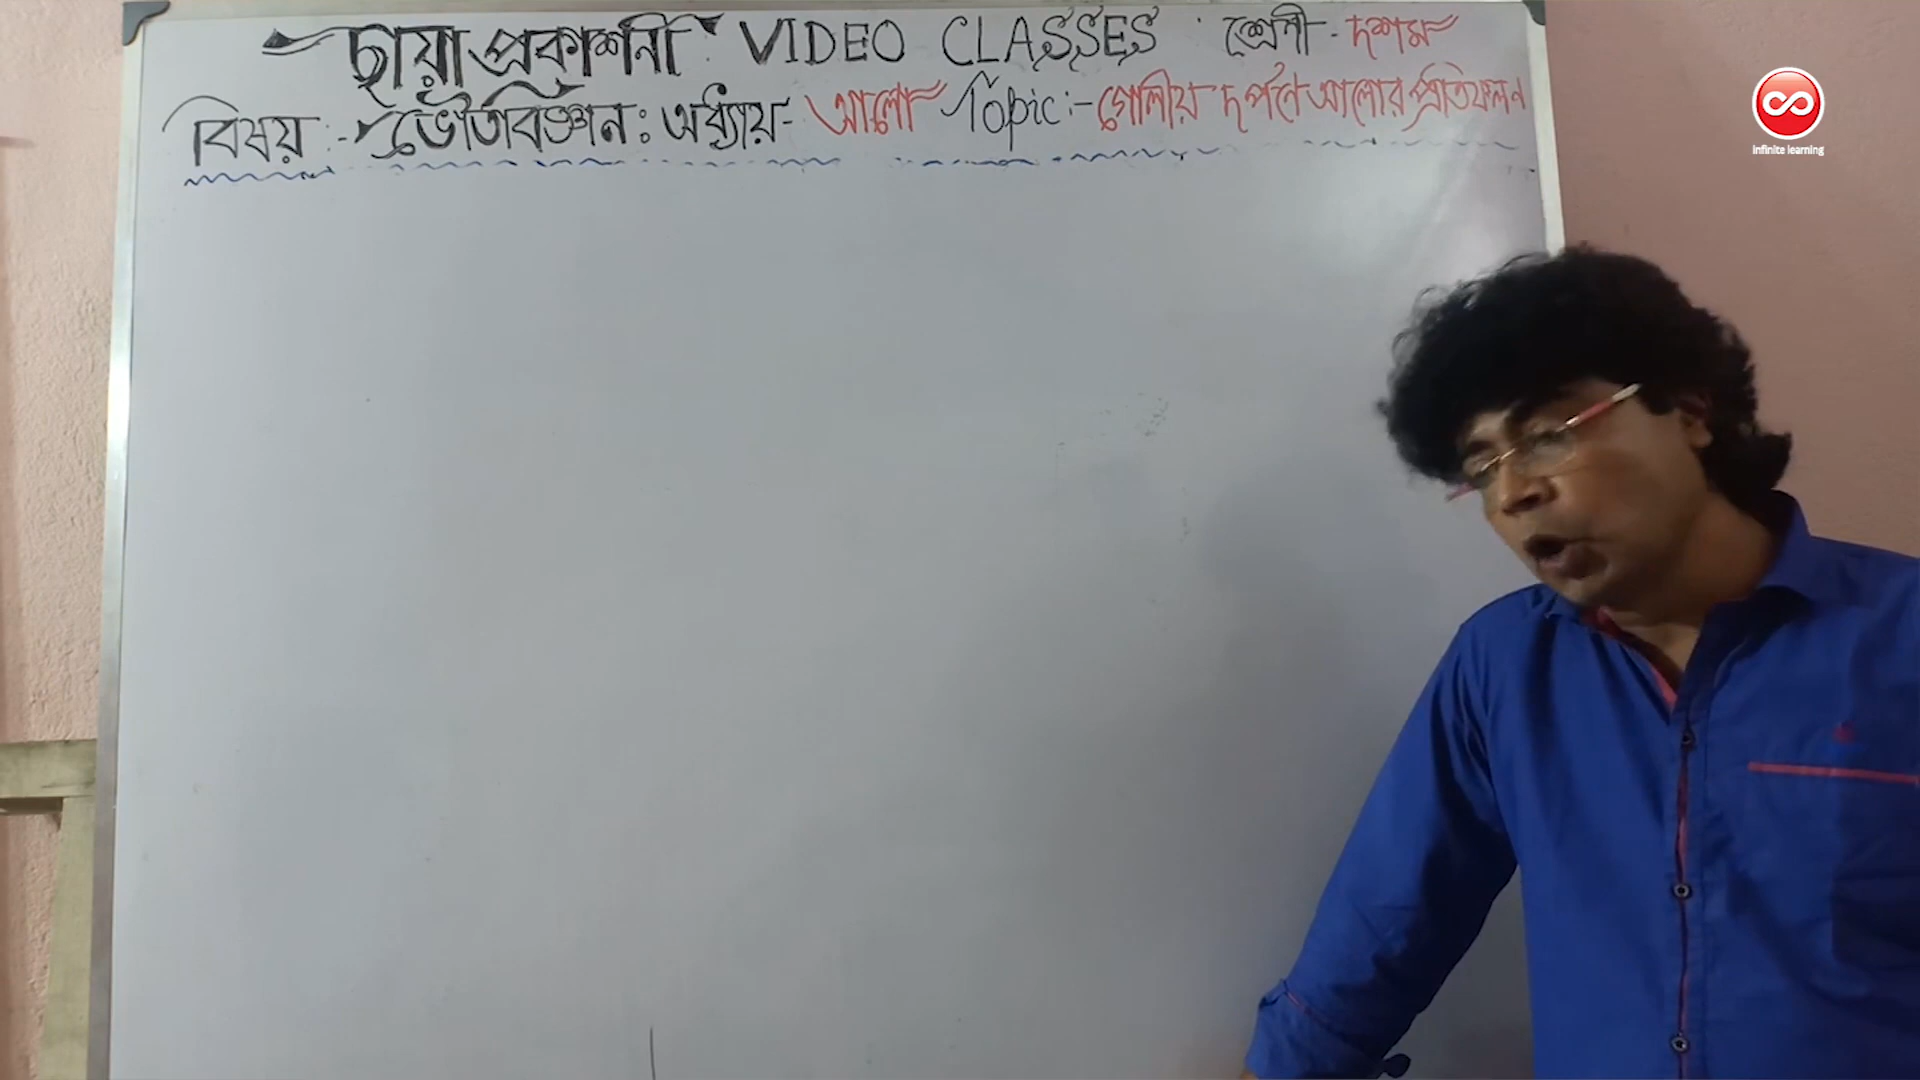 ছায়া প্রকাশনী VIDEO CLASSES শ্রেণী - দশম
বিষয় :- ভৌতবিজ্ঞান : অধ্যায় - আলো Topic :- গোলীয় দর্পণে আলোর প্রতিফলন
infinite learning